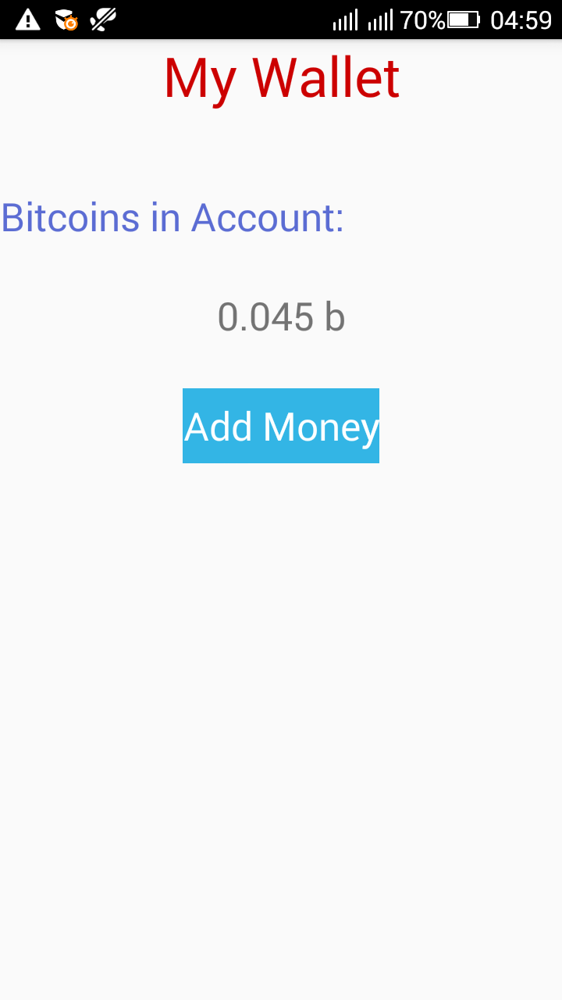 70% 04:59
My Wallet
Bitcoins in Account:
0.045 b
Add Money